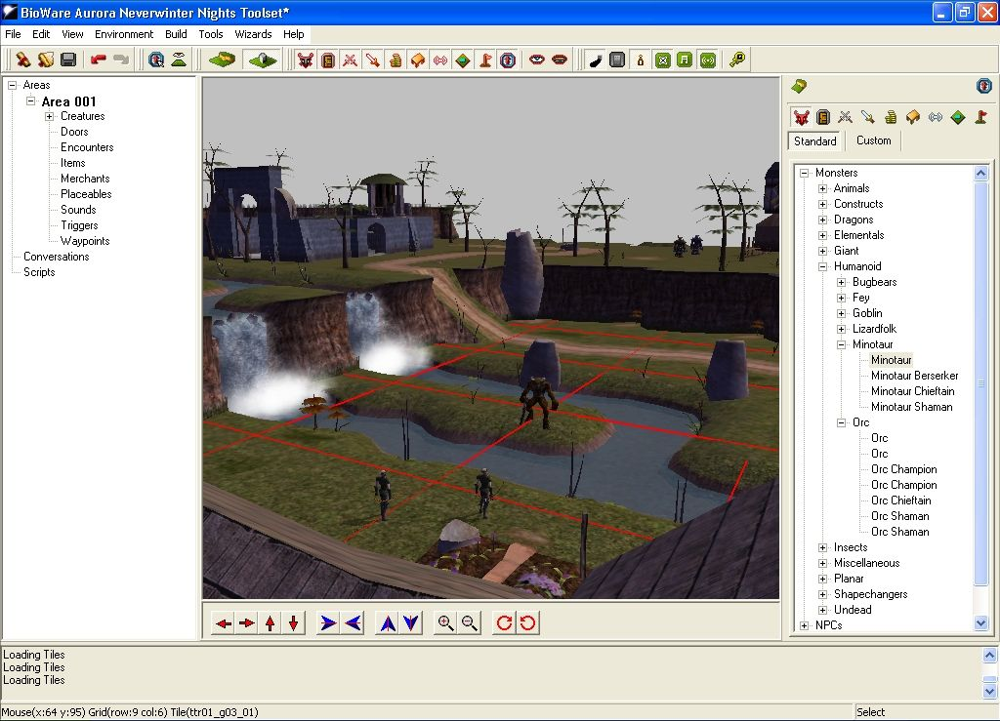 BioWare Aurora Neverwinter Nights Toolset*
File Edit View Environment Build Tools Wizards Help
Areas
Area 001
Creatures
Doors
Encounters
Items
Merchants
Placeables
Sounds
Triggers
Waypoints
Conversations
Scripts
Standard Custom
Monsters
Animals
Constructs
Dragons
Elementals
Giant
Humanoid
Bugbears
Fey
Goblin
Lizardfolk
Minotaur
Minotaur
Minotaur Berserker
Minotaur Chieftain
Minotaur Shaman
Orc
Orc
Orc
Orc Champion
Orc Champion
Orc Chieftain
Orc Shaman
Orc Shaman
Insects
Miscellaneous
Planar
Shapechangers
Undead
NPCs
Loading Tiles
Loading Tiles
Loading Tiles
Mouse(x:64 y:95) Grid(row:9 col:6) Tile(ttr01_g03_01) Select